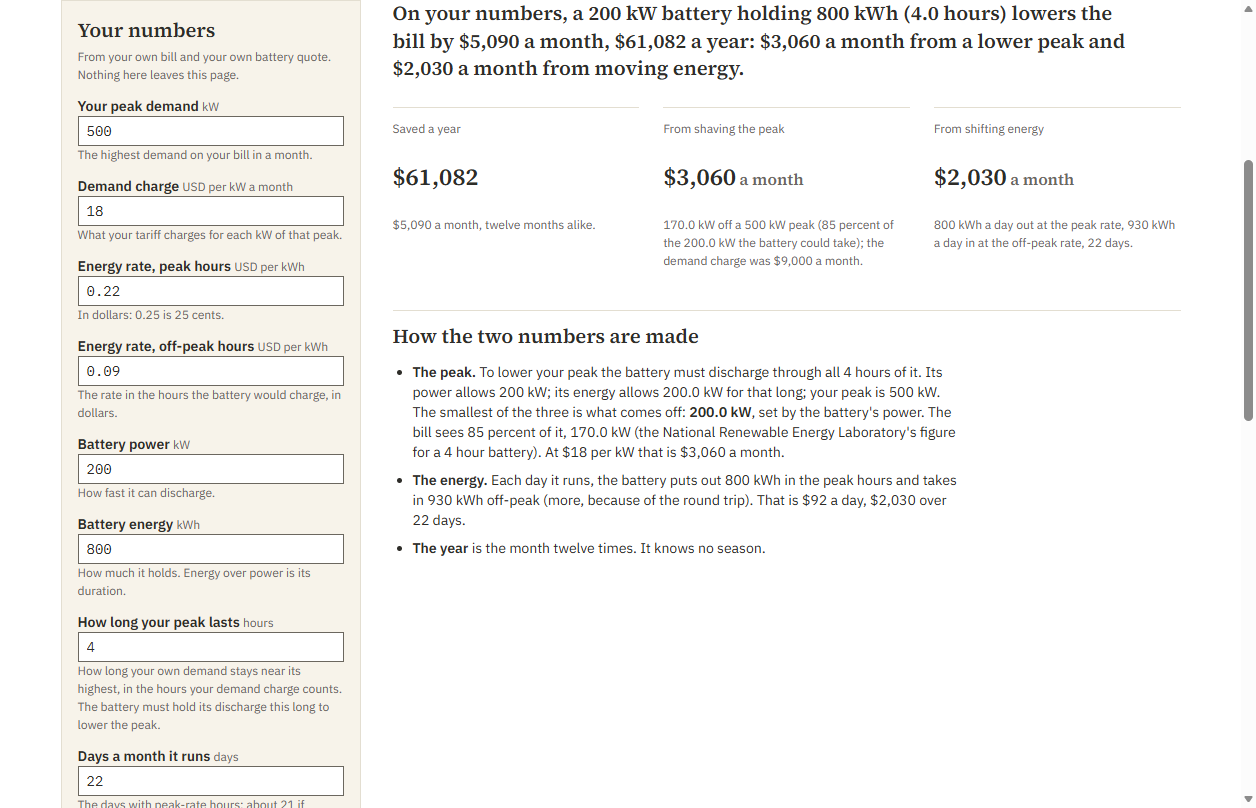 Your numbers
From your own bill and your own battery quote.
Nothing here leaves this page.
Your peak demand kW
500
The highest demand on your bill in a month.
Demand charge USD per kW a month
18
What your tariff charges for each kW of that peak.
Energy rate, peak hours USD per kWh
0.22
In dollars: 0.25 is 25 cents.
Energy rate, off-peak hours USD per kWh
0.09
The rate in the hours the battery would charge, in
dollars.
Battery power kW
200
How fast it can discharge.
Battery energy kWh
800
How much it holds. Energy over power is its
duration.
How long your peak lasts hours
4
How long your own demand stays near its
highest, in the hours your demand charge counts.
The battery must hold its discharge this long to
lower the peak.
Days a month it runs days
22
The days with peak-rate hours: about 21 if
On your numbers, a 200 kW battery holding 800 kWh (4.0 hours) lowers the
bill by $5,090 a month, $61,082 a year: $3,060 a month from a lower peak and
$2,030 a month from moving energy.
Saved a year
$61,082
$5,090 a month, twelve months alike.
From shaving the peak
$3,060 a month
170.0 kW off a 500 kW peak (85 percent of
the 200.0 kW the battery could take); the
demand charge was $9,000 a month.
From shifting energy
$2,030 a month
800 kWh a day out at the peak rate, 930 kWh
a day in at the off-peak rate, 22 days.
How the two numbers are made
• The peak. To lower your peak the battery must discharge through all 4 hours of it. Its
power allows 200 kW; its energy allows 200.0 kW for that long; your peak is 500 kW.
The smallest of the three is what comes off: 200.0 kW, set by the battery's power. The
bill sees 85 percent of it, 170.0 kW (the National Renewable Energy Laboratory's figure
for a 4 hour battery). At $18 per kW that is $3,060 a month.
• The energy. Each day it runs, the battery puts out 800 kWh in the peak hours and takes
in 930 kWh off-peak (more, because of the round trip). That is $92 a day, $2,030 over
22 days.
• The year is the month twelve times. It knows no season.